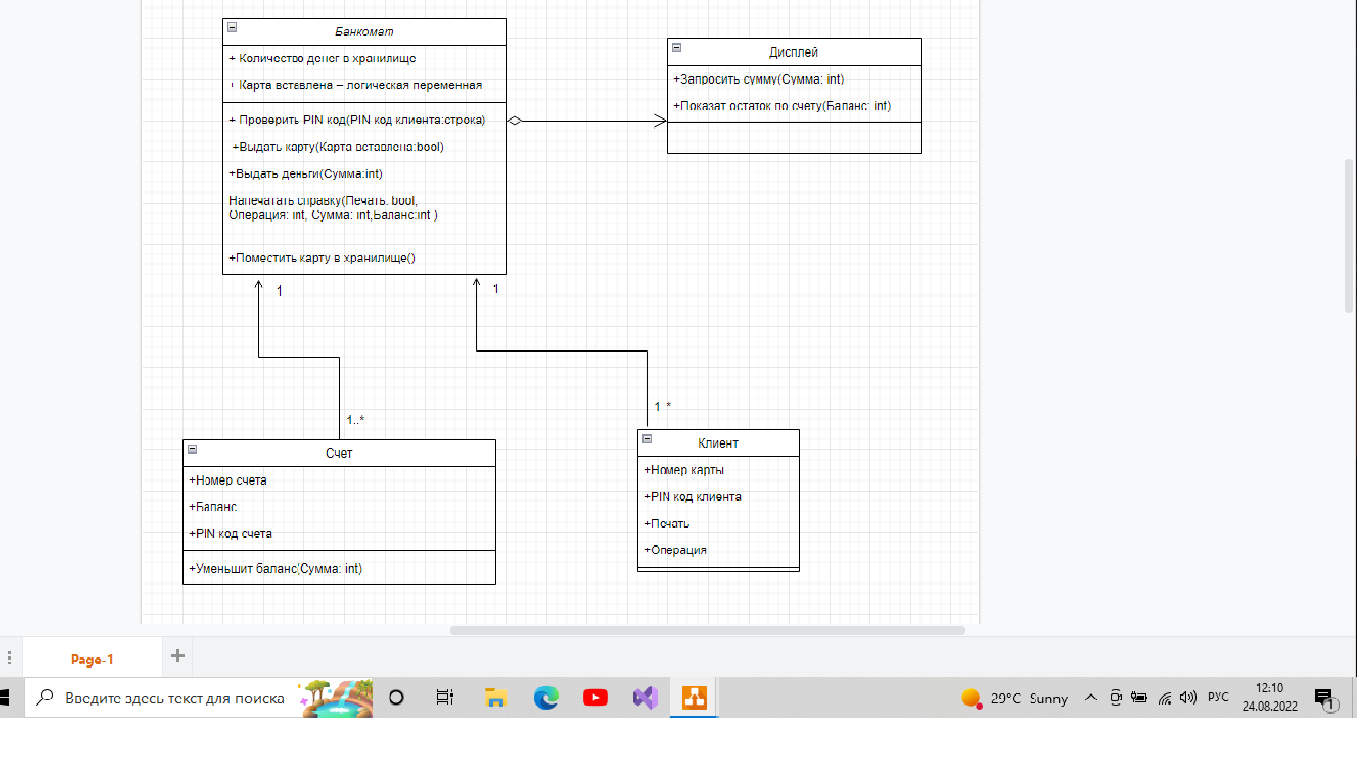 Банкомат
+ Количество денег в хранилище
+ Карта вставлена – логическая переменная
+ Проверить PIN код(PIN код клиента:строка)
+Выдать карту(Карта вставлена:bool)
+Выдать деньги(Сумма:int)
Напечатать справку(Печать: bool,
Операция: int, Сумма: int,Баланс:int )
+Поместить карту в хранилище()
Дисплей
+Запросить сумму(Сумма: int)
+Показат остаток по счету(Баланс: int)
1
1
1..*
1 *
Счет
+Номер счета
+Баланс
+PIN код счета
+Уменьшит баланс(Сумма: int)
Клиент
+Номер карты
+PIN код клиента
+Печать
+Операция
Page-1
Введите здесь текст для поиска
29°C Sunny
РУС
12:10
24.08.2022
1